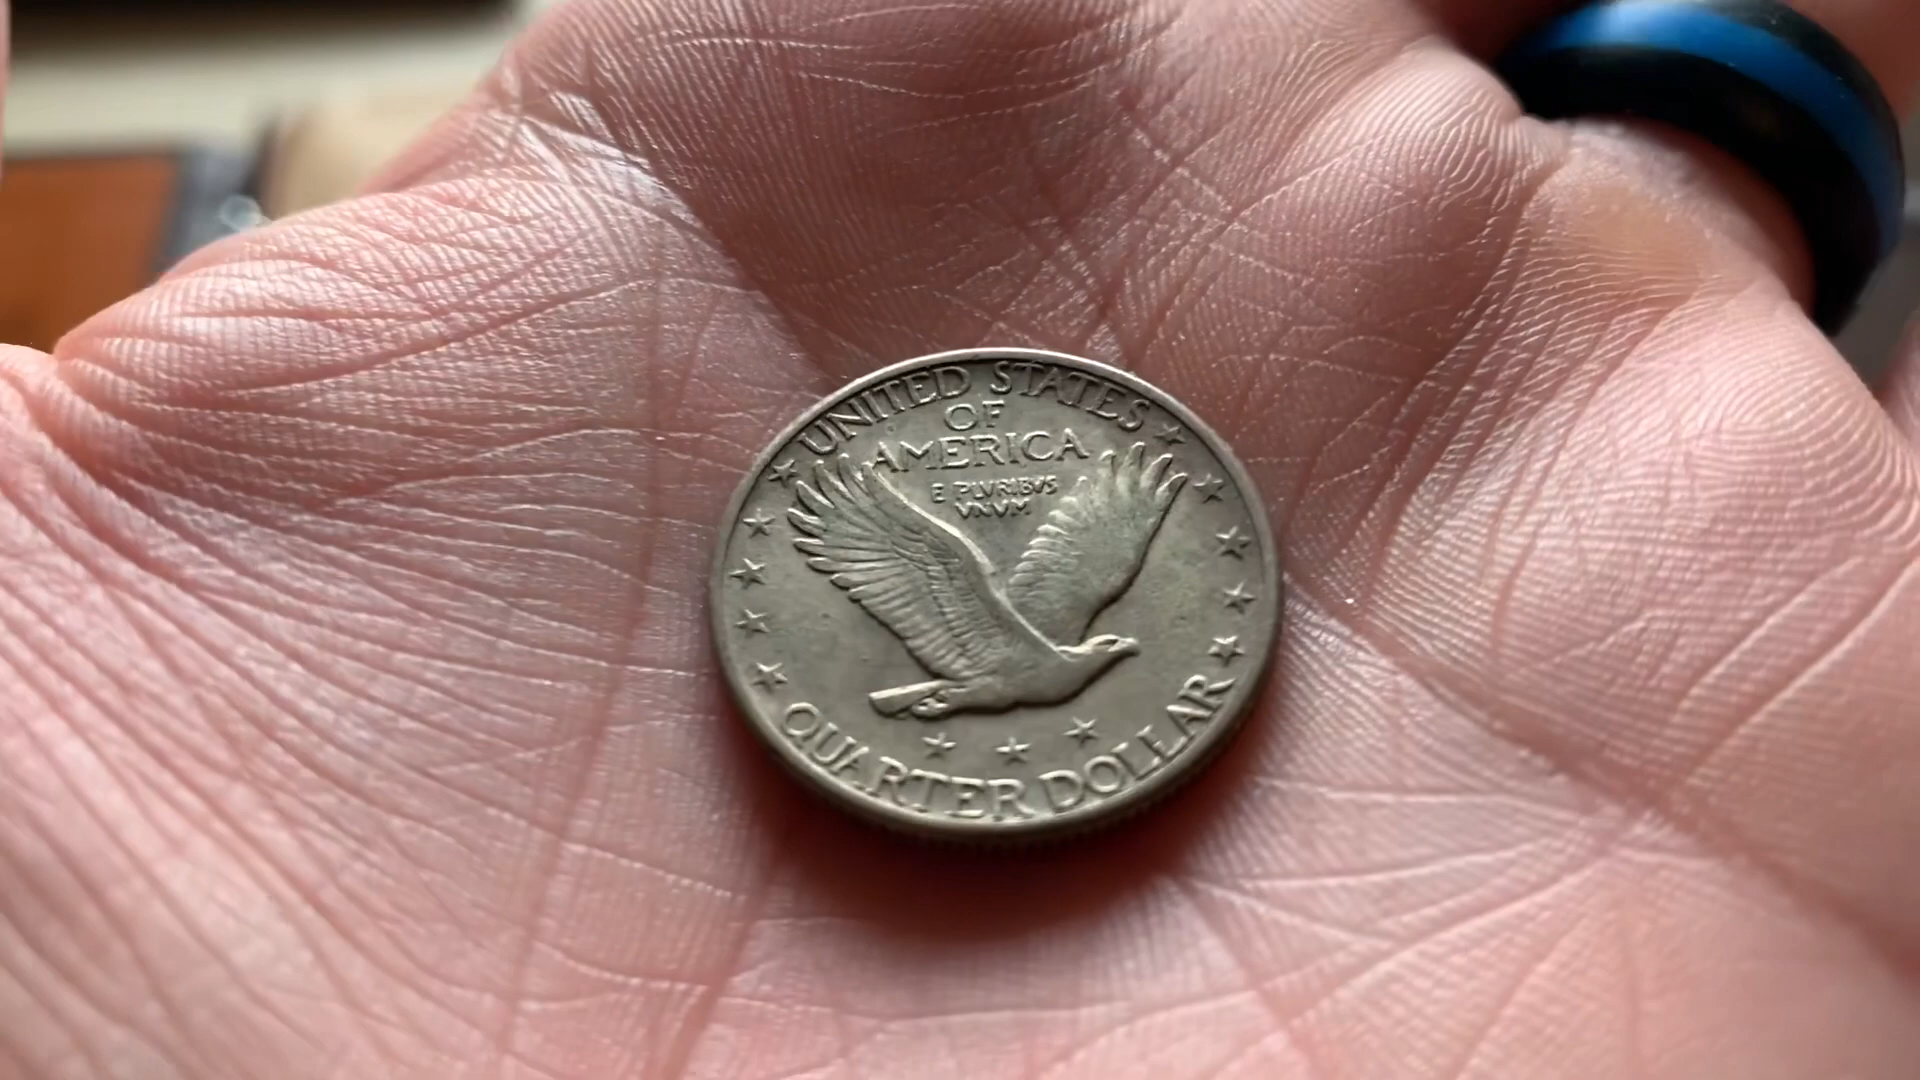 UNITED STATES
OF
AMERICA
E PLVRIBVS
VNVM
QUARTER DOLLAR